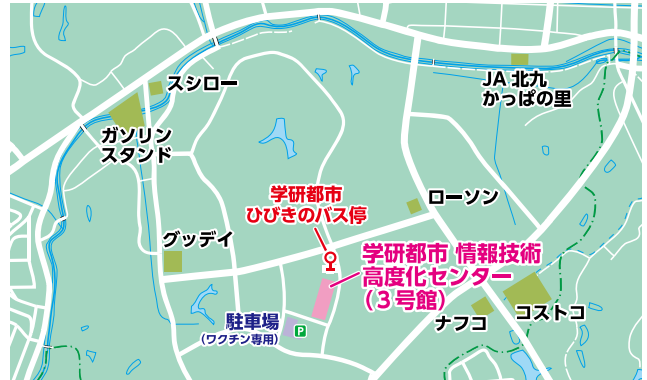 スシロー
JA 北九
かっぱの里
ガソリン
スタンド
学研都市
ひびきのバス停
ローソン
グッデイ
学研都市 情報技術
高度化センター
(3号館)
駐車場
(ワクチン専用)
P
ナフコ
コストコ